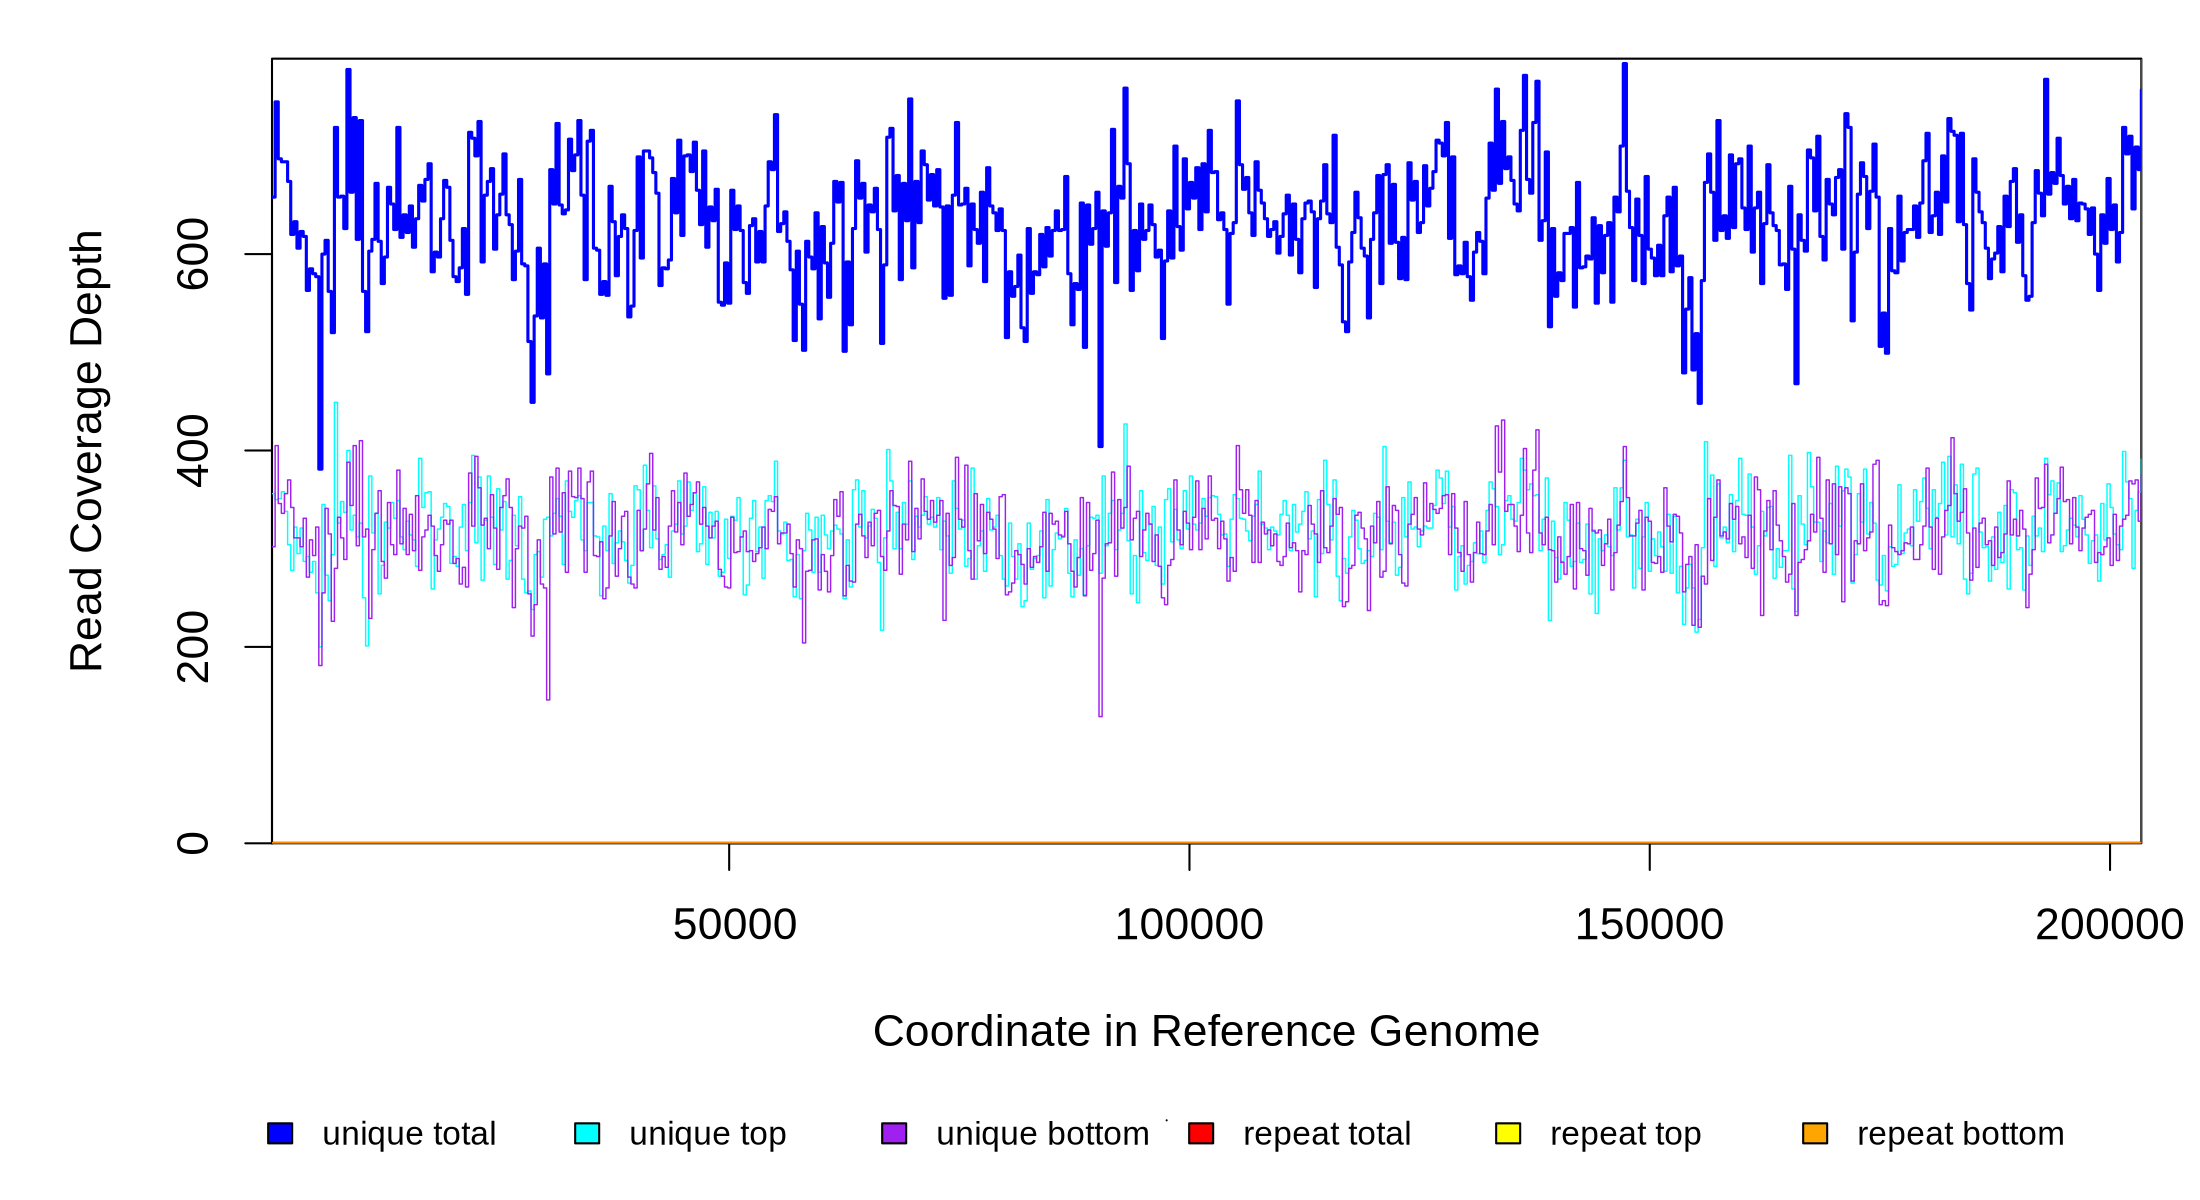 Read Coverage Depth
600
400
200
0
50000 100000 150000 200000
Coordinate in Reference Genome
unique total unique top unique bottom repeat total repeat top repeat bottom